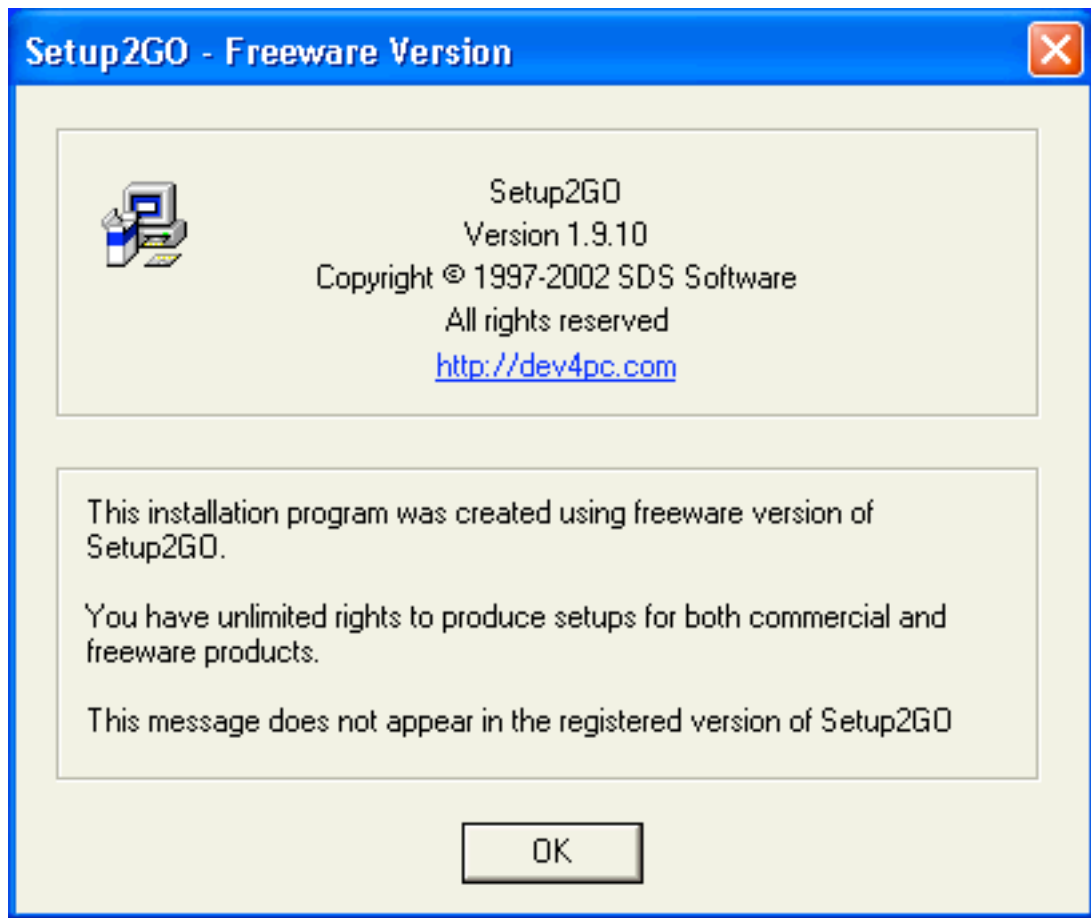 Setup2GO - Freeware Version
Setup2GO
Version 1.9.10
Copyright © 1997-2002 SDS Software
All rights reserved
http://dev4pc.com
This installation program was created using freeware version of
Setup2GO.
You have unlimited rights to produce setups for both commercial and
freeware products.
This message does not appear in the registered version of Setup2GO
OK